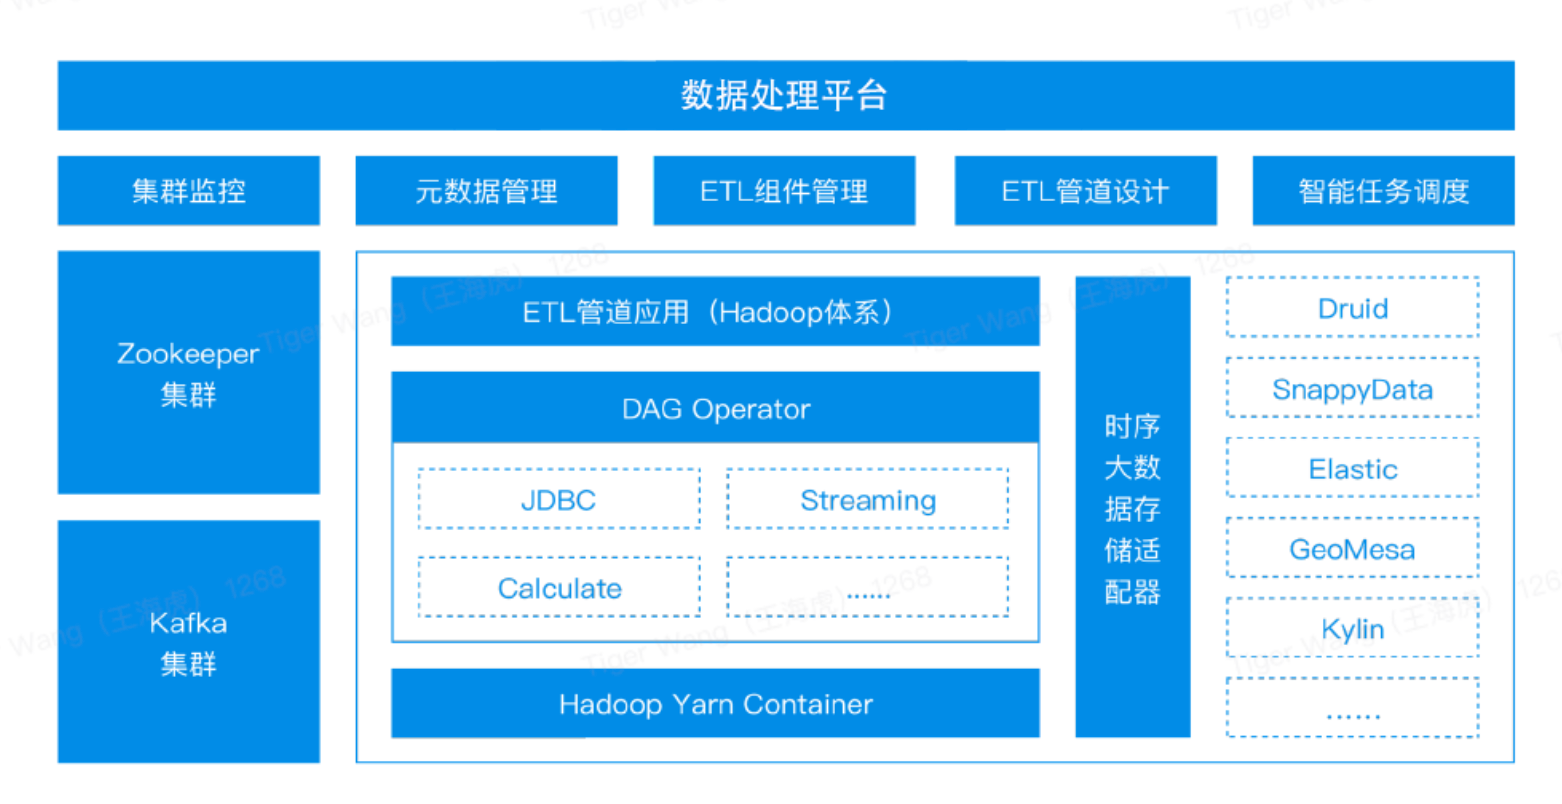 数据处理平台
集群监控
元数据管理
ETL组件管理
ETL管道设计
智能任务调度
Zookeeper
集群
Kafka
集群
ETL管道应用（Hadoop体系）
DAG Operator
JDBC
Streaming
Calculate
......
Hadoop Yarn Container
时序
大数
据存
储适
配器
Druid
SnappyData
Elastic
GeoMesa
Kylin
......
Tiger Wang（王海虎） 1268